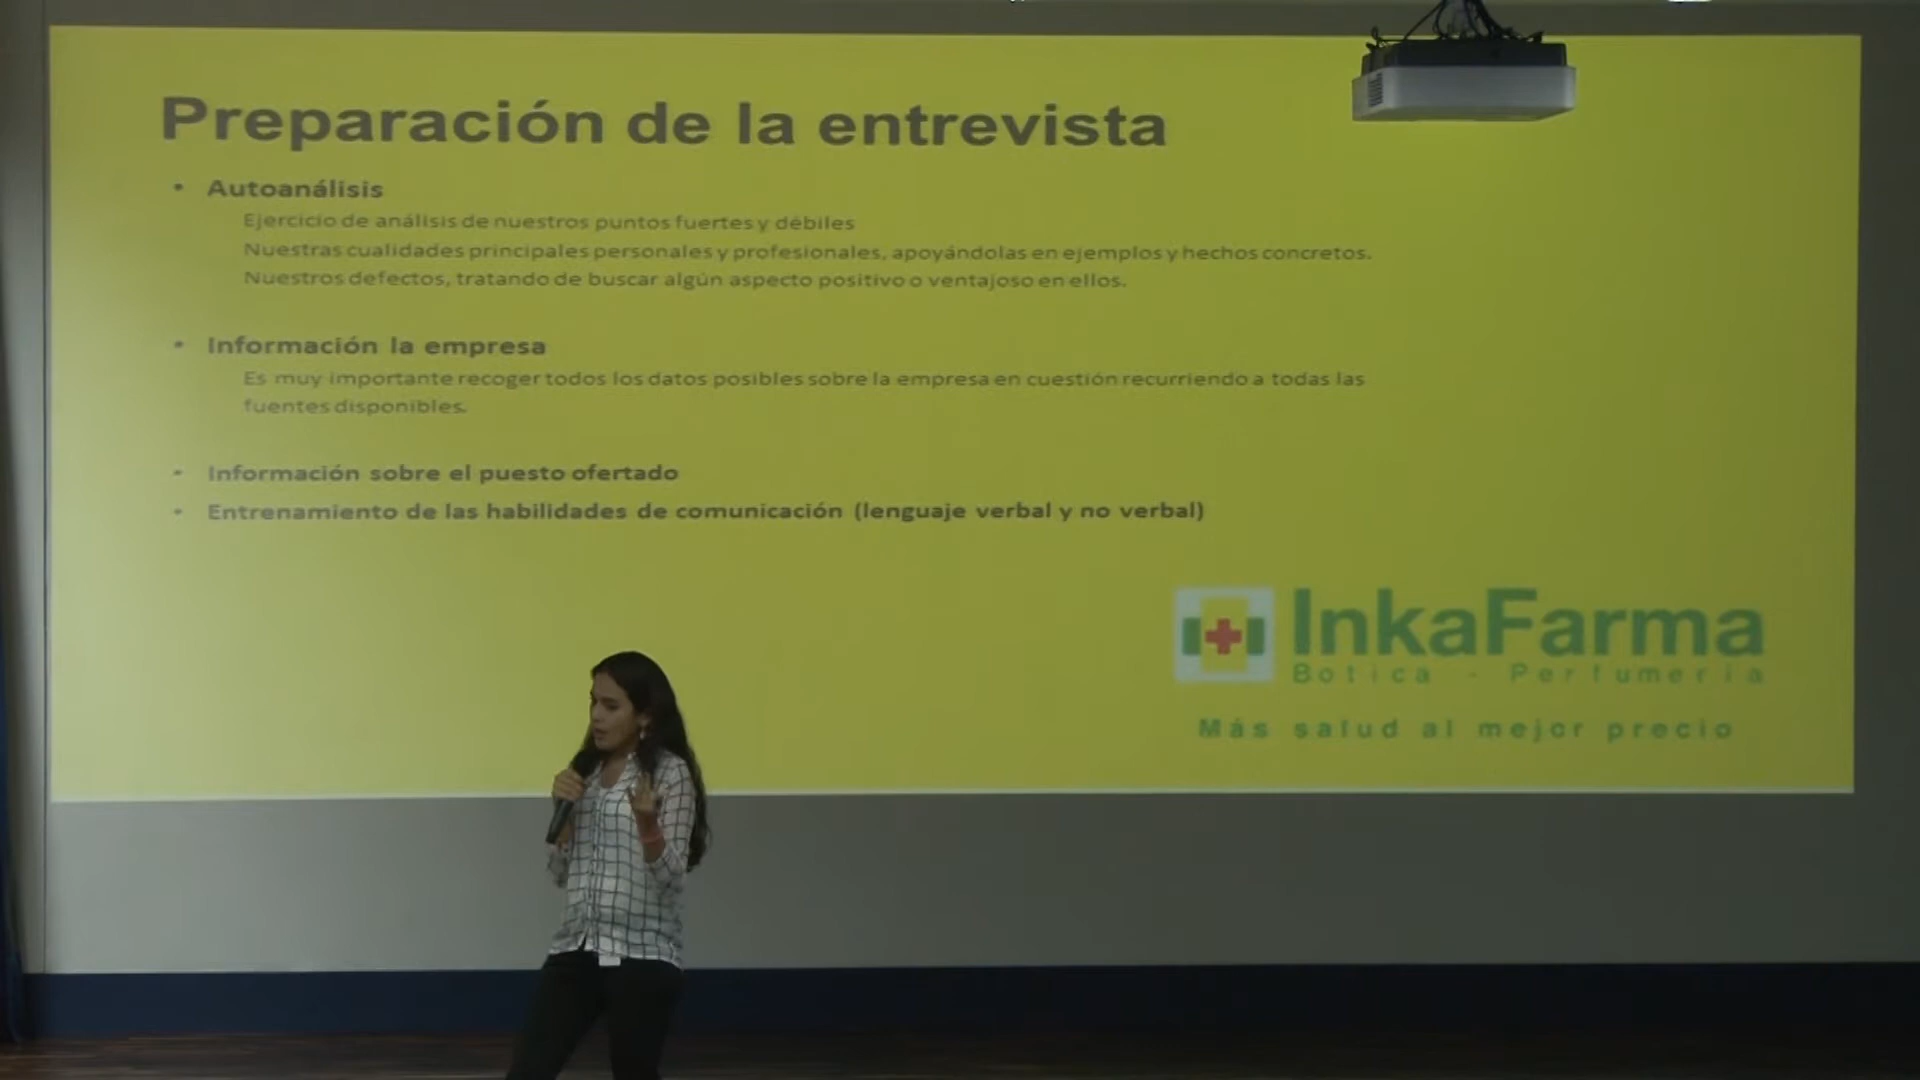 Preparación de la entrevista
• Autoanálisis
Ejercicio de análisis de nuestros puntos fuertes y débiles
Nuestras cualidades principales personales y profesionales, apoyándolas en ejemplos y hechos concretos.
Nuestros defectos, tratando de buscar algún aspecto positivo o ventajoso en ellos.
• Información la empresa
Es muy importante recoger todos los datos posibles sobre la empresa en cuestión recurriendo a todas las
fuentes disponibles.
• Información sobre el puesto ofertado
• Entrenamiento de las habilidades de comunicación (lenguaje verbal y no verbal)
InkaFarma
Botica - Perfumería
Más salud al mejor precio